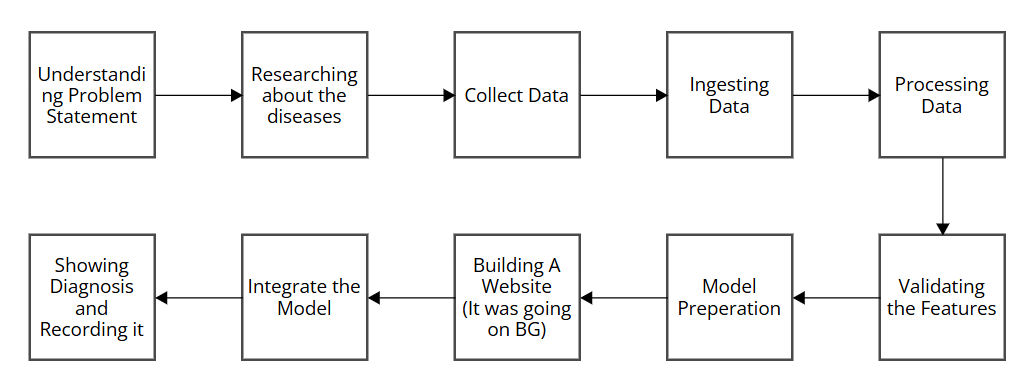 Understandi
ng Problem
Statement
Researching
about the
diseases
Collect Data
Ingesting
Data
Processing
Data
Showing
Diagnosis
and
Recording it
Integrate the
Model
Building A
Website
(It was going
on BG)
Model
Preperation
Validating
the Features